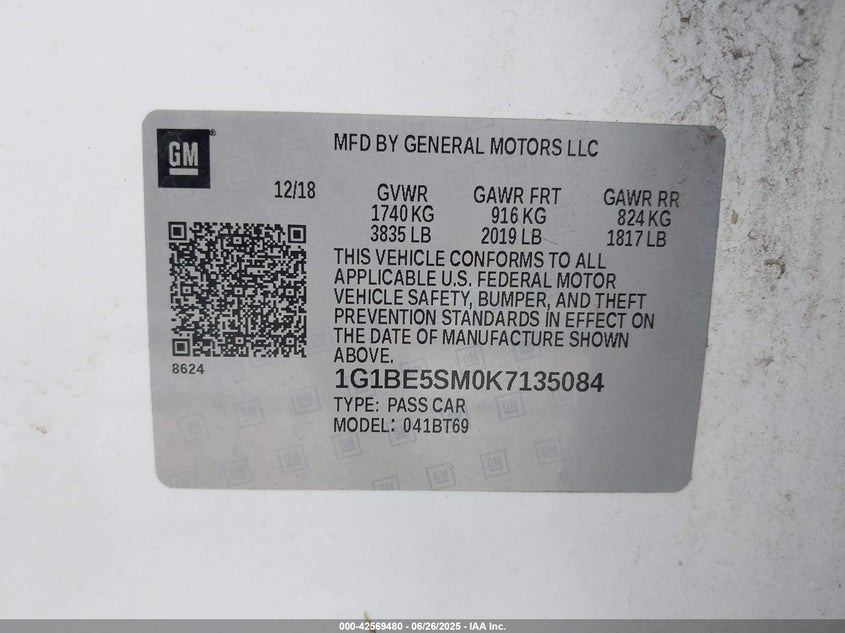 GM
MFD BY GENERAL MOTORS LLC
12/18 GVWR GAWR FRT GAWR RR
1740 KG 916 KG 824 KG
3835 LB 2019 LB 1817 LB
THIS VEHICLE CONFORMS TO ALL
APPLICABLE U.S. FEDERAL MOTOR
VEHICLE SAFETY, BUMPER, AND THEFT
PREVENTION STANDARDS IN EFFECT ON
THE DATE OF MANUFACTURE SHOWN
ABOVE.
8624
1G1BE5SM0K7135084
TYPE: PASS CAR
MODEL: 041BT69
000-42569480 - 06/26/2025 - IAA Inc.